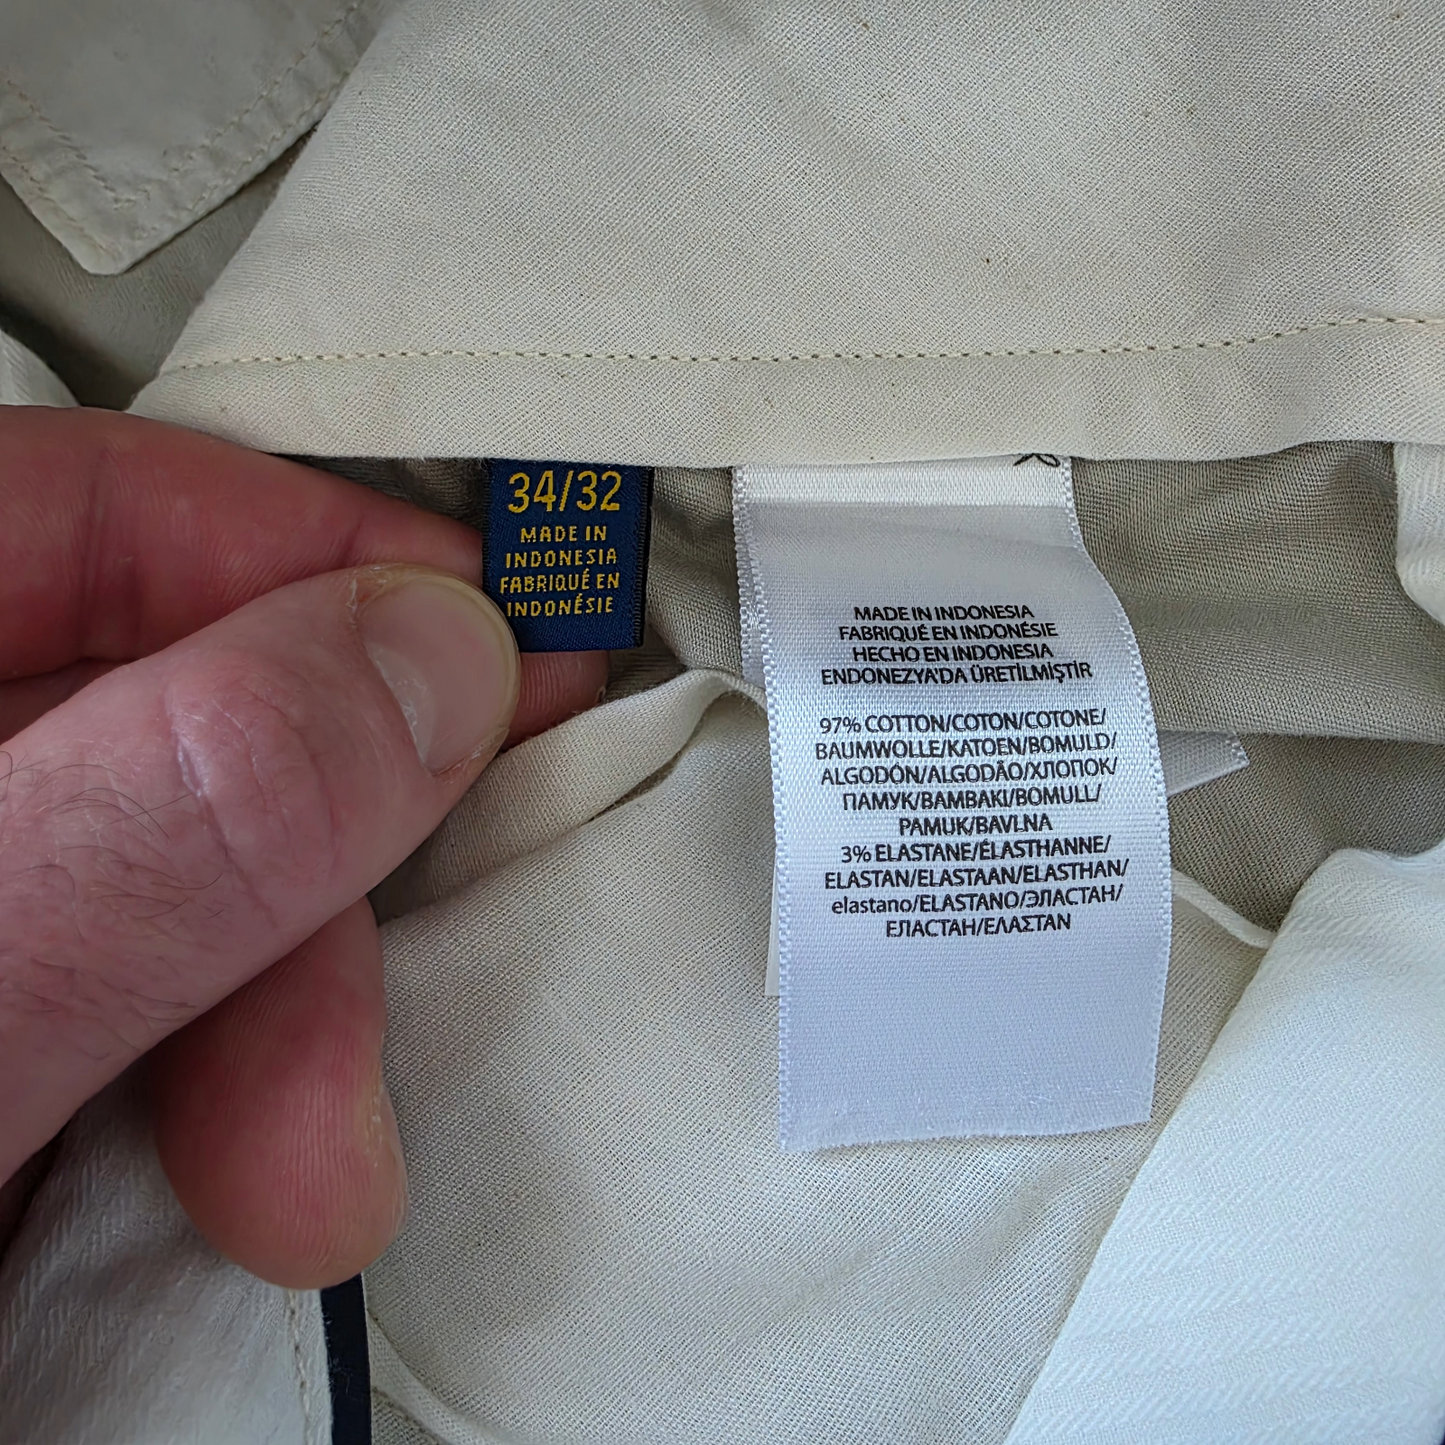 34/32
MADE IN
INDONESIA
FABRIQUÉ EN
INDONÉSIE
MADE IN INDONESIA
FABRIQUÉ EN INDONÉSIE
HECHO EN INDONESIA
ENDONEZYA'DA ÜRETİLMİŞTİR
97% COTTON/COTON/COTONE/
BAUMWOLLE/KATOEN/BOMULD/
ALGODÓN/ALGODÃO/ХЛОПОК/
ПАМУК/BAMBAKI/BOMULL/
PAMUK/BAVLNA
3% ELASTANE/ÉLASTHANNE/
ELASTAN/ELASTAAN/ELASTHAN/
elastano/ELASTANO/ЭЛАСТАН/
ЕЛАСТАН/ΕΛΑΣΤΑΝ